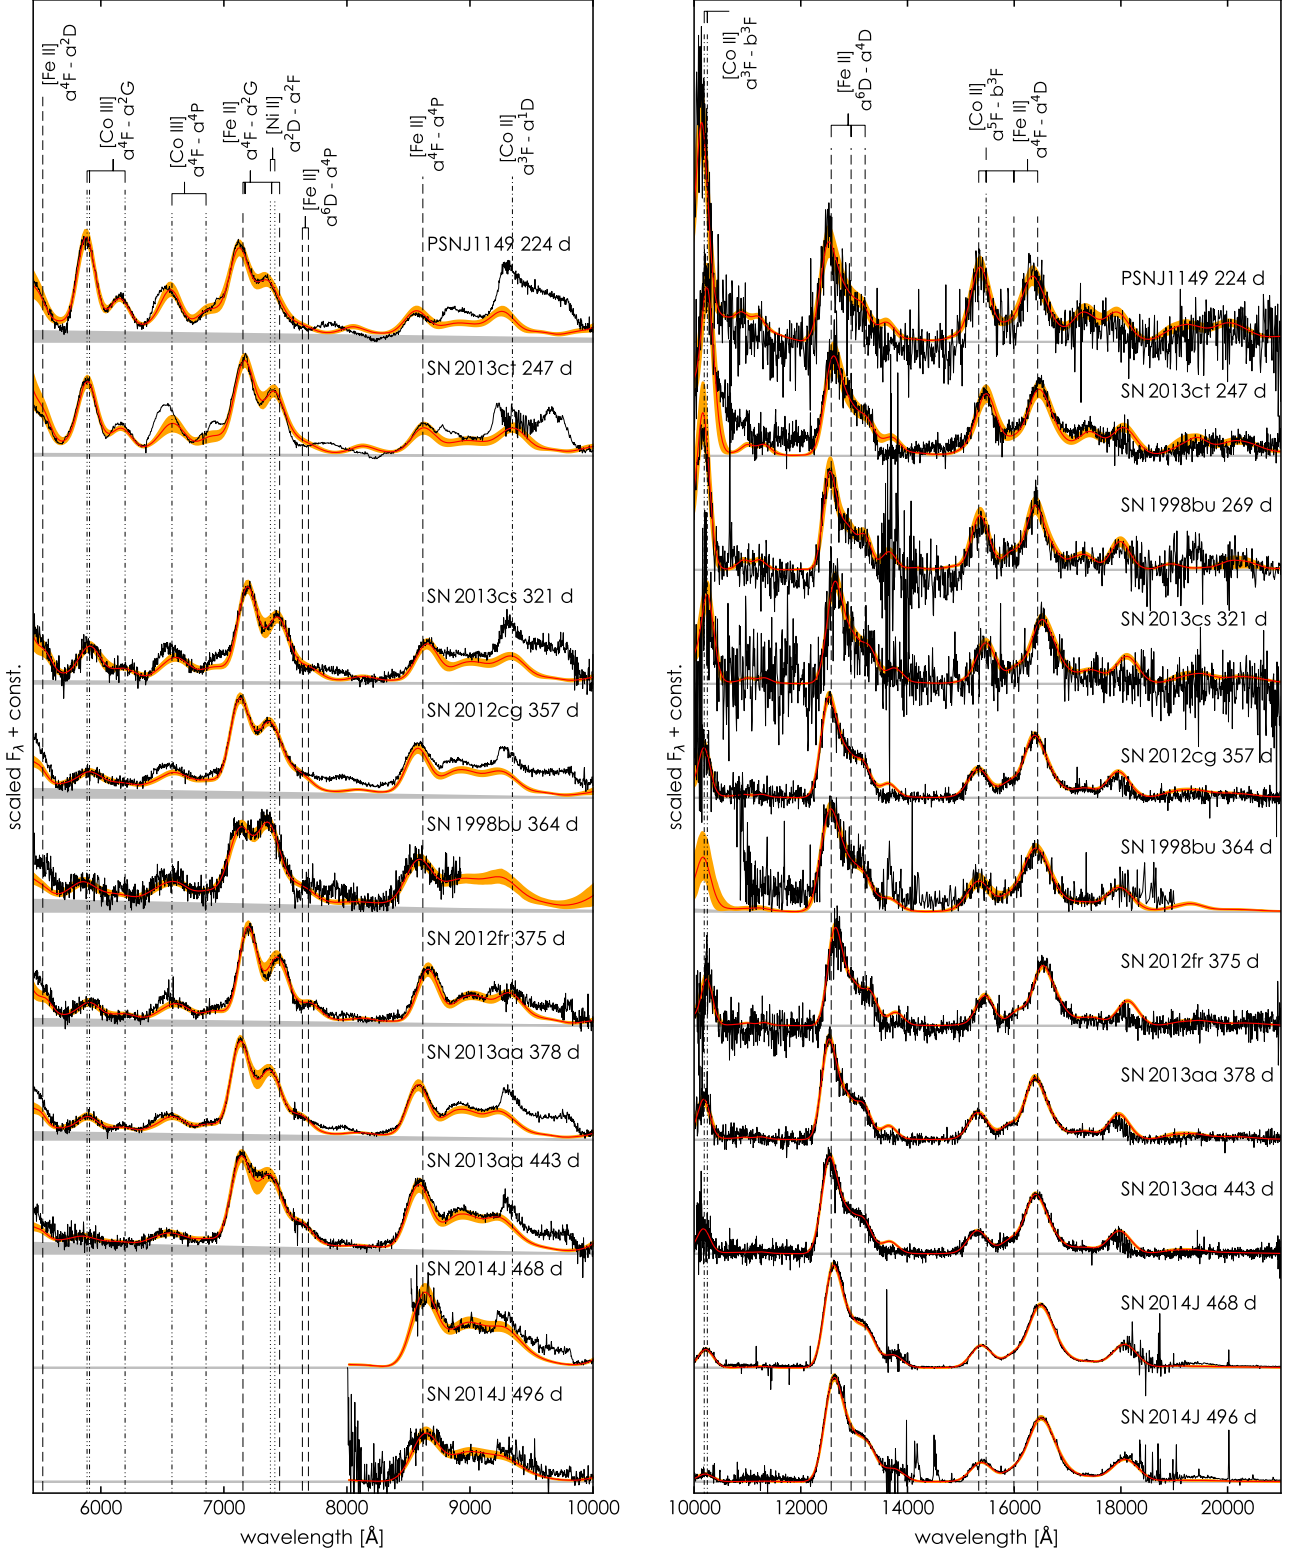 [Fe II]
a⁴F - a²D
[Co III]
a⁴F - a²G
[Co III]
a⁴F - a⁴P
[Fe II]
a⁴F - a²G
[Ni II]
a²D - a²F
[Fe II]
a⁶D - a⁴P
[Fe II]
a⁴F - a⁴P
[Co II]
a³F - a¹D
PSNJ1149 224 d
SN 2013ct 247 d
SN 2013cs 321 d
SN 2012cg 357 d
SN 1998bu 364 d
SN 2012fr 375 d
SN 2013aa 378 d
SN 2013aa 443 d
SN 2014J 468 d
SN 2014J 496 d
scaled Fλ + const.
6000 7000 8000 9000 10000
wavelength [Å]
[Co II]
a³F - b³F
[Fe II]
a⁶D - a⁴D
[Co II]
a⁵F - b³F
[Fe II]
a⁴F - a⁴D
PSNJ1149 224 d
SN 2013ct 247 d
SN 1998bu 269 d
SN 2013cs 321 d
SN 2012cg 357 d
SN 1998bu 364 d
SN 2012fr 375 d
SN 2013aa 378 d
SN 2013aa 443 d
SN 2014J 468 d
SN 2014J 496 d
scaled Fλ + const.
10000 12000 14000 16000 18000 20000
wavelength [Å]